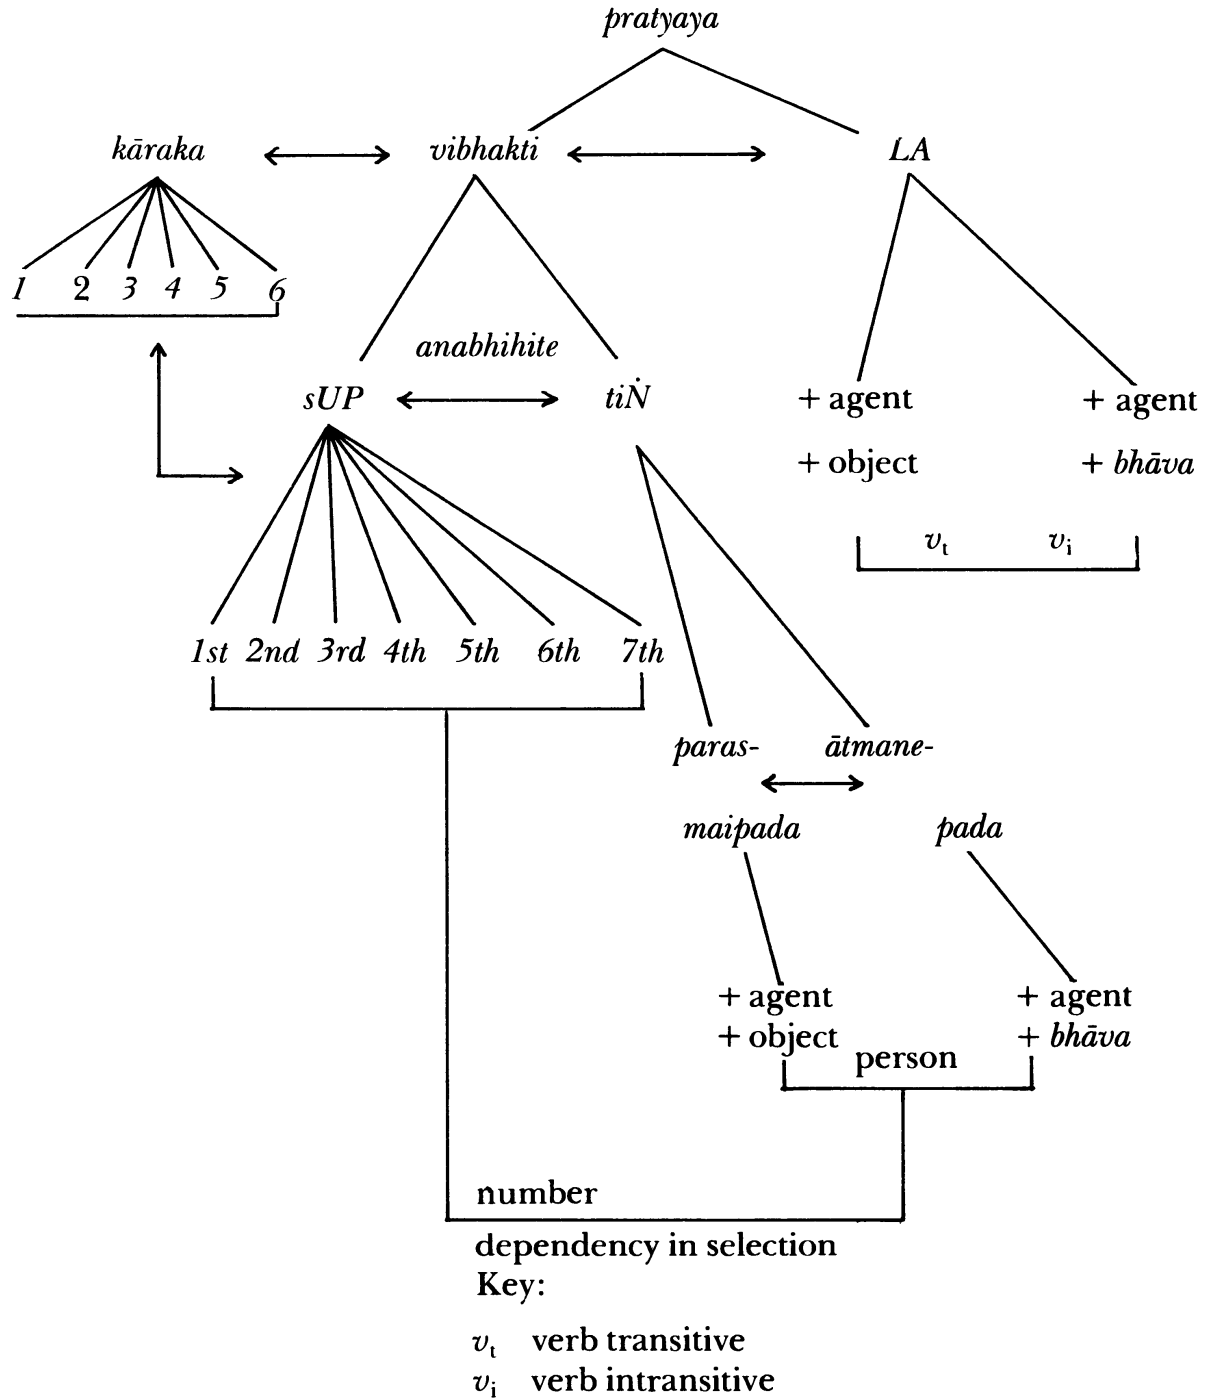 pratyaya
kāraka vibhakti LA
1 2 3 4 5 6
anabhihite
sUP tiṄ + agent + agent
+ object + bhāva
vt vi
1st 2nd 3rd 4th 5th 6th 7th
paras- ātmane-
maipada pada
+ agent + agent
+ object + bhāva
person
number
dependency in selection
Key:
vt verb transitive
vi verb intransitive